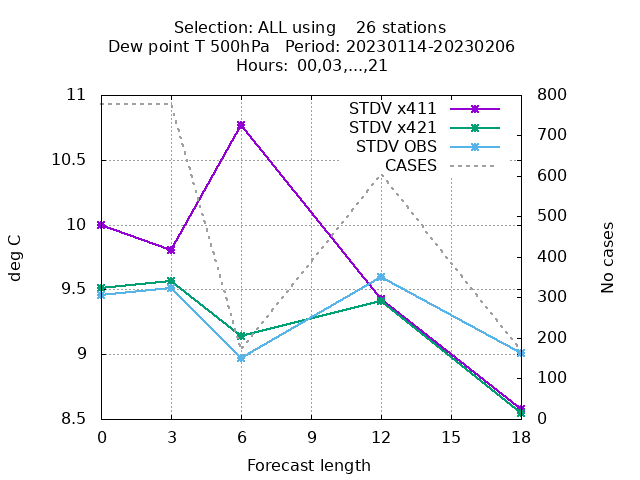 Selection: ALL using    26 stations
Dew point T 500hPa   Period: 20230114-20230206
Hours: 00,03,...,21
STDV x411
STDV x421
STDV OBS
CASES
11
10.5
10
9.5
9
8.5
deg C
800
700
600
500
400
300
200
100
0
No cases
0 3 6 9 12 15 18
Forecast length